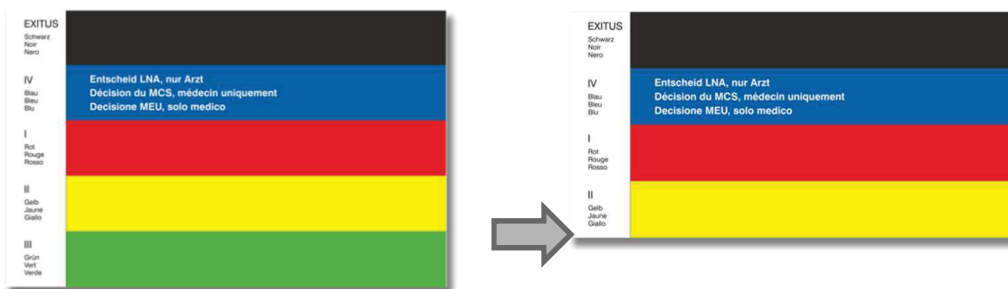 EXITUS
Schwarz
Noir
Nero
IV
Blau
Bleu
Blu
Entscheid LNA, nur Arzt
Décision du MCS, médecin uniquement
Decisione MEU, solo medico
I
Rot
Rouge
Rosso
II
Gelb
Jaune
Giallo
III
Grün
Vert
Verde
EXITUS
Schwarz
Noir
Nero
IV
Blau
Bleu
Blu
Entscheid LNA, nur Arzt
Décision du MCS, médecin uniquement
Decisione MEU, solo medico
I
Rot
Rouge
Rosso
II
Gelb
Jaune
Giallo